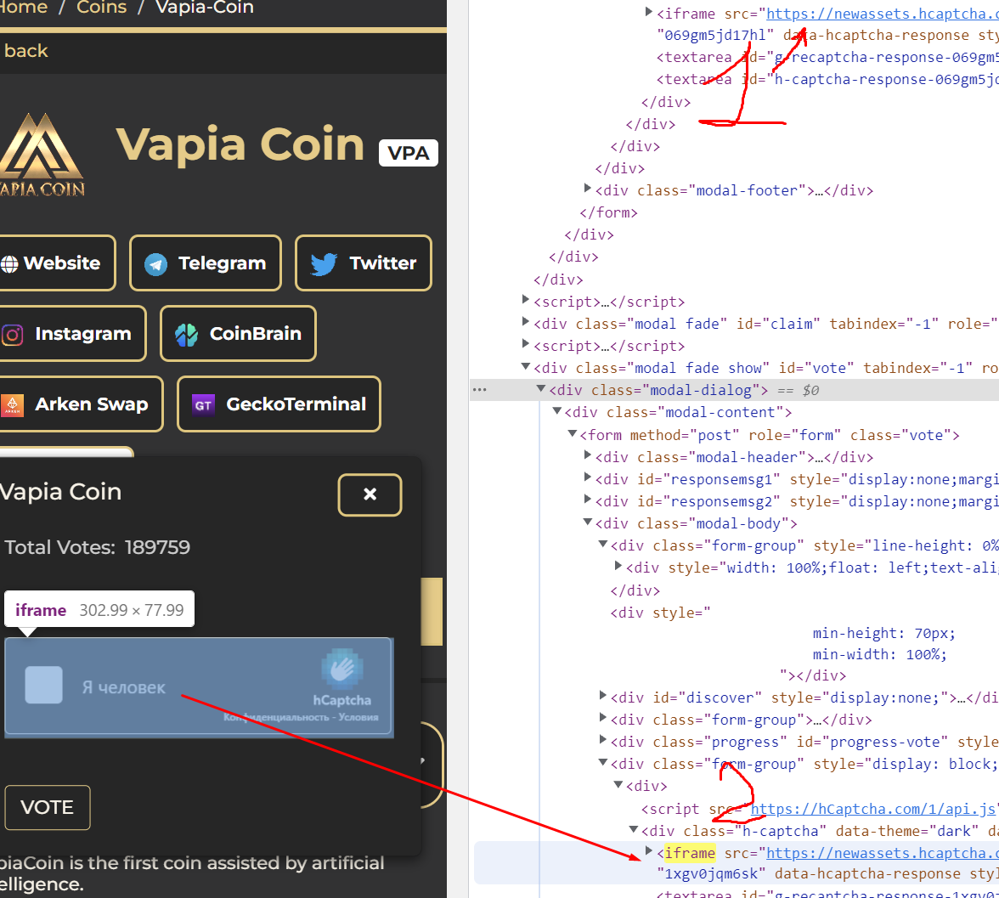 Home / Coins / Vapia-Coin
back
VAPIA COIN
Vapia Coin VPA
Website Telegram Twitter
Instagram CoinBrain
Arken Swap GT GeckoTerminal
Vapia Coin
Total Votes: 189759
iframe 302.99 × 77.99
Я человек
hCaptcha
Конфиденциальность - Условия
VOTE
piaCoin is the first coin assisted by artificial
elligence.
<iframe src="https://newassets.hcaptcha.c
"069gm5jd17hl" data-hcaptcha-response sty
<textarea id="g-recaptcha-response-069gm5
<textarea id="h-captcha-response-069gm5jd
</div>
</div>
</div>
</div>
<div class="modal-footer">…</div>
</form>
</div>
</div>
</div>
<script>…</script>
<div class="modal fade" id="claim" tabindex="-1" role="
<script>…</script>
<div class="modal fade show" id="vote" tabindex="-1" ro
<div class="modal-dialog"> == $0
<div class="modal-content">
<form method="post" role="form" class="vote">
<div class="modal-header">…</div>
<div id="responsemsg1" style="display:none;margi
<div id="responsemsg2" style="display:none;margi
<div class="modal-body">
<div class="form-group" style="line-height: 0%
<div style="width: 100%;float: left;text-ali
</div>
<div style="
min-height: 70px;
min-width: 100%;
"></div>
<div id="discover" style="display:none;">…</di
<div class="form-group">…</div>
<div class="progress" id="progress-vote" style
<div class="form-group" style="display: block;
<div>
<script src="https://hCaptcha.com/1/api.js"
<div class="h-captcha" data-theme="dark" da
<iframe src="https://newassets.hcaptcha.c
"1xgv0jqm6sk" data-hcaptcha-response styl
<textarea id="g-recaptcha-response-1xgv0j
1
2